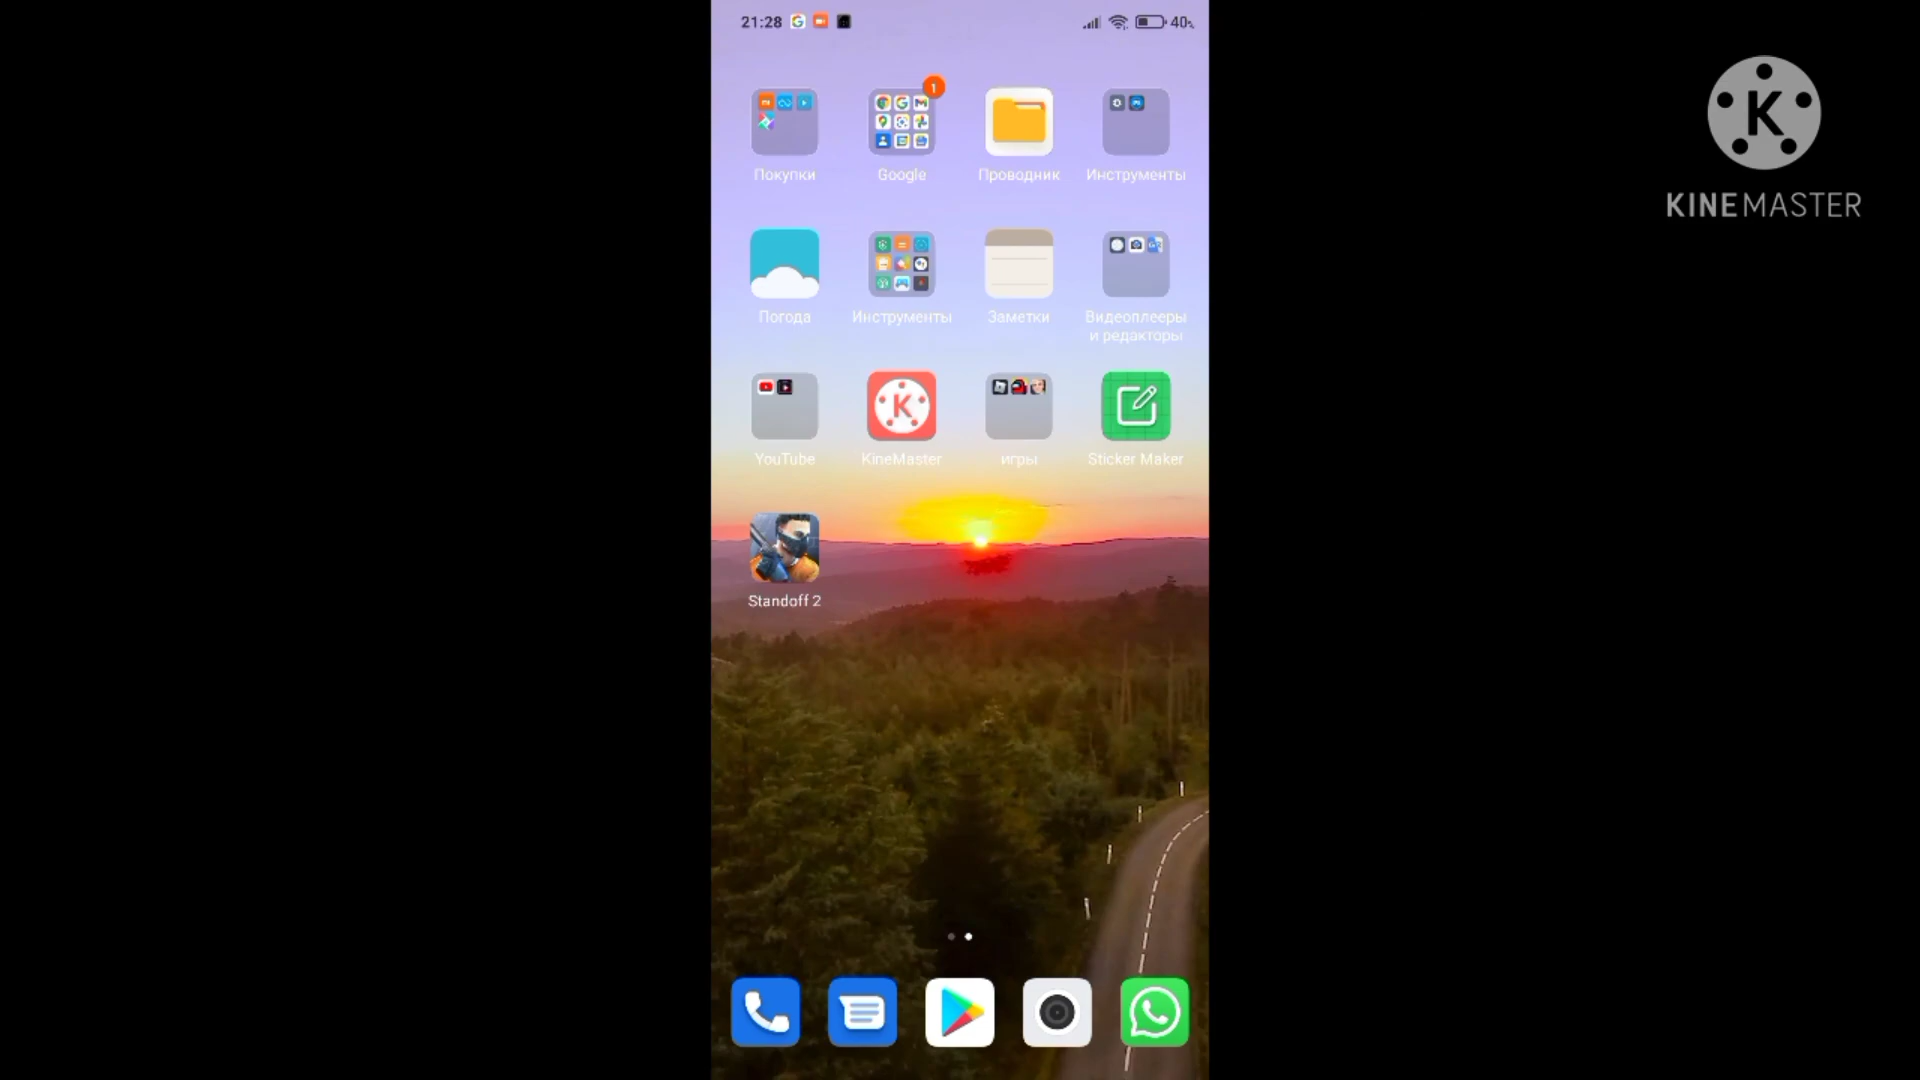 21:28
40%
1
Покупки
Google
Проводник
Инструменты
Погода
Инструменты
Заметки
Видеоплееры
и редакторы
YouTube
KineMaster
игры
Sticker Maker
Standoff 2
K
KINEMASTER